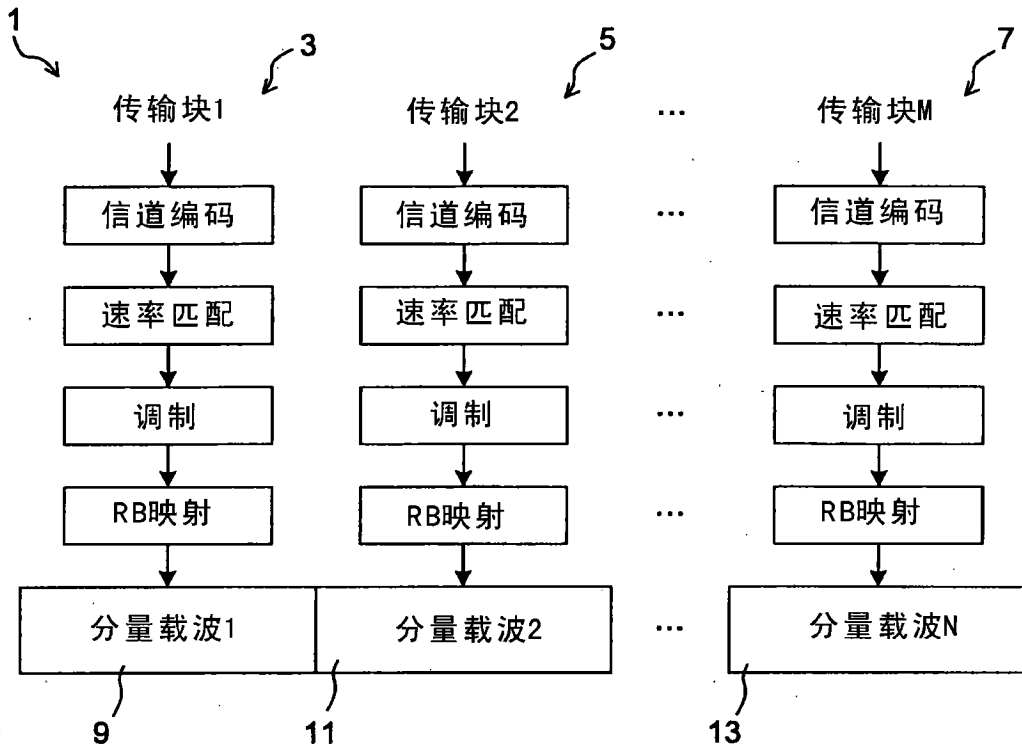 1
3
5
7
传输块1
传输块2
...
传输块M
信道编码
信道编码
...
信道编码
速率匹配
速率匹配
...
速率匹配
调制
调制
...
调制
RB映射
RB映射
...
RB映射
分量载波1
分量载波2
...
分量载波N
9
11
13